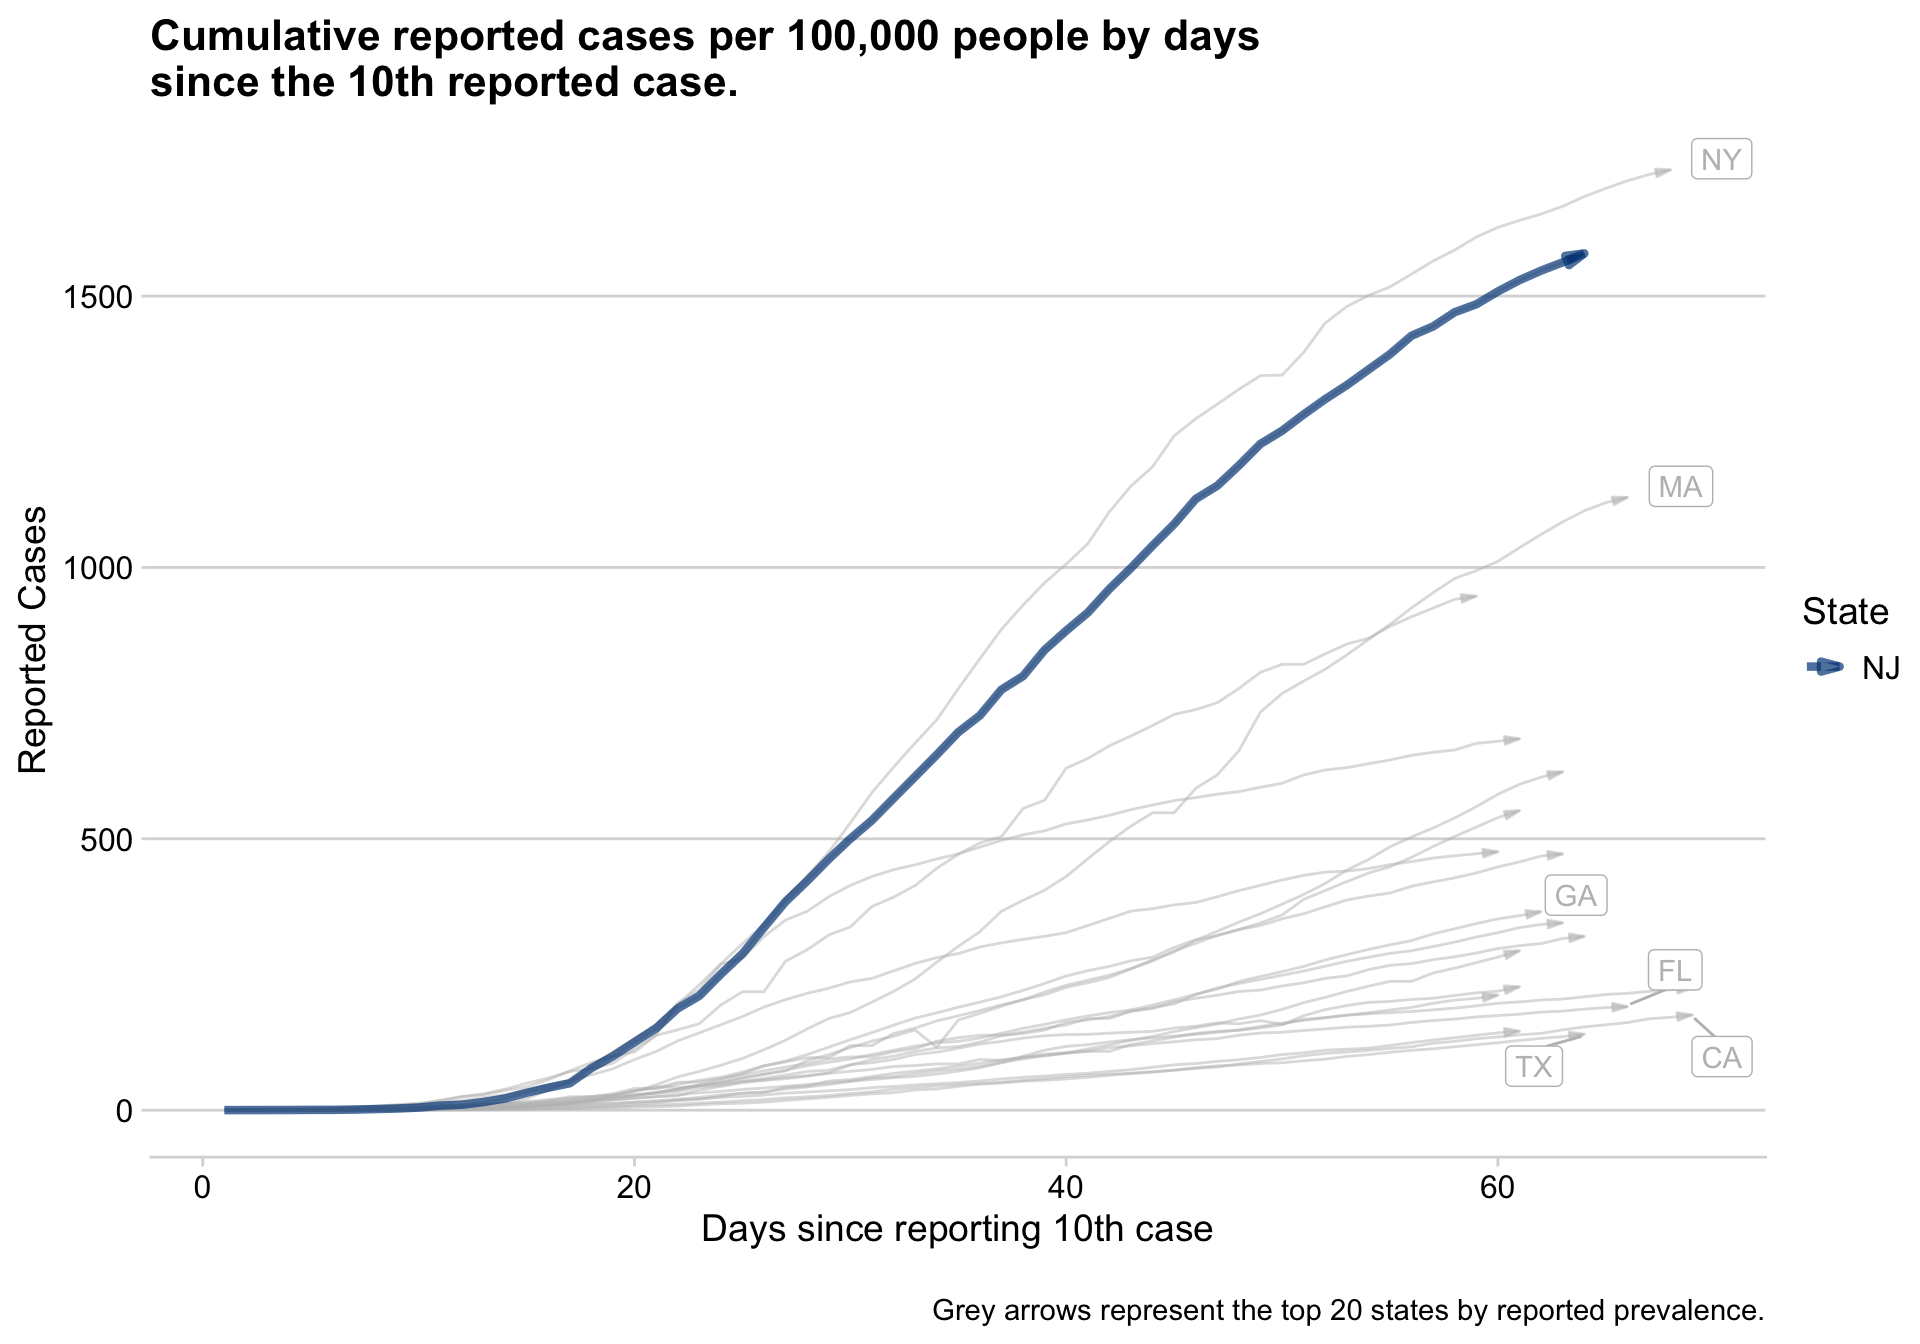 Cumulative reported cases per 100,000 people by days
since the 10th reported case.
NY
1500
MA
1000
Reported Cases
State
NJ
500
GA
FL
TX
CA
0
0 20 40 60
Days since reporting 10th case
Grey arrows represent the top 20 states by reported prevalence.